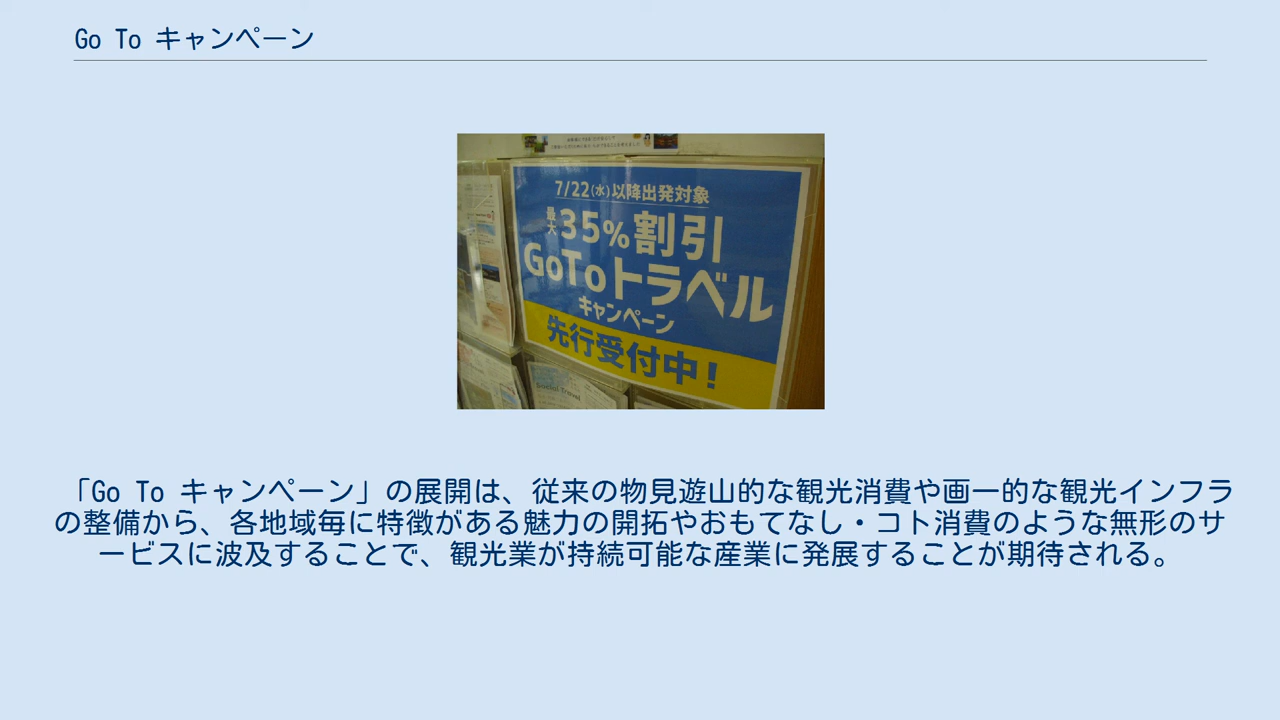 Go To キャンペーン
7/22(水)以降出発対象
最大35%割引
GoToトラベル
キャンペーン
先行受付中!
Social Travel
「Go To キャンペーン」の展開は、従来の物見遊山的な観光消費や画一的な観光インフラ
の整備から、各地域毎に特徴がある魅力の開拓やおもてなし・コト消費のような無形のサ
ービスに波及することで、観光業が持続可能な産業に発展することが期待される。